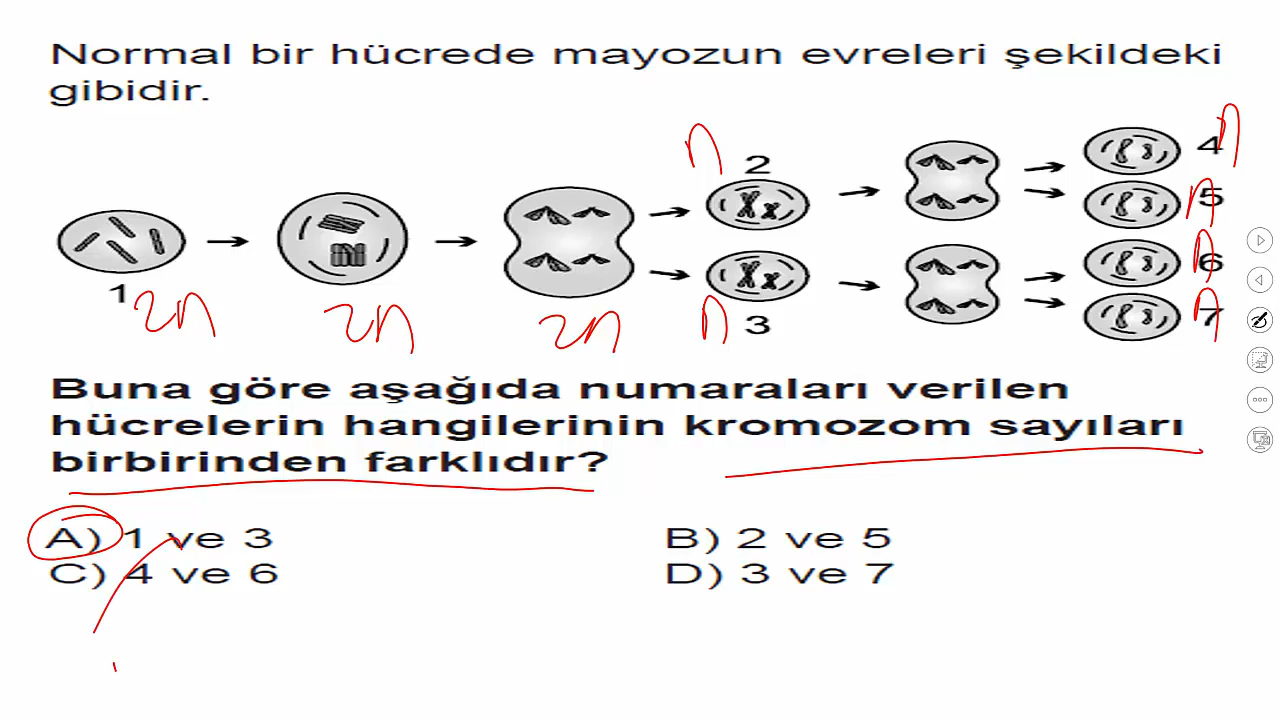 Normal bir hücrede mayozun evreleri şekildeki
gibidir.
n 2 4 n
5 n
1 2n 2n 2n n 3 6 n
7 n
Buna göre aşağıda numaraları verilen
hücrelerin hangilerinin kromozom sayıları
birbirinden farklıdır?
A) 1 ve 3 B) 2 ve 5
C) 4 ve 6 D) 3 ve 7